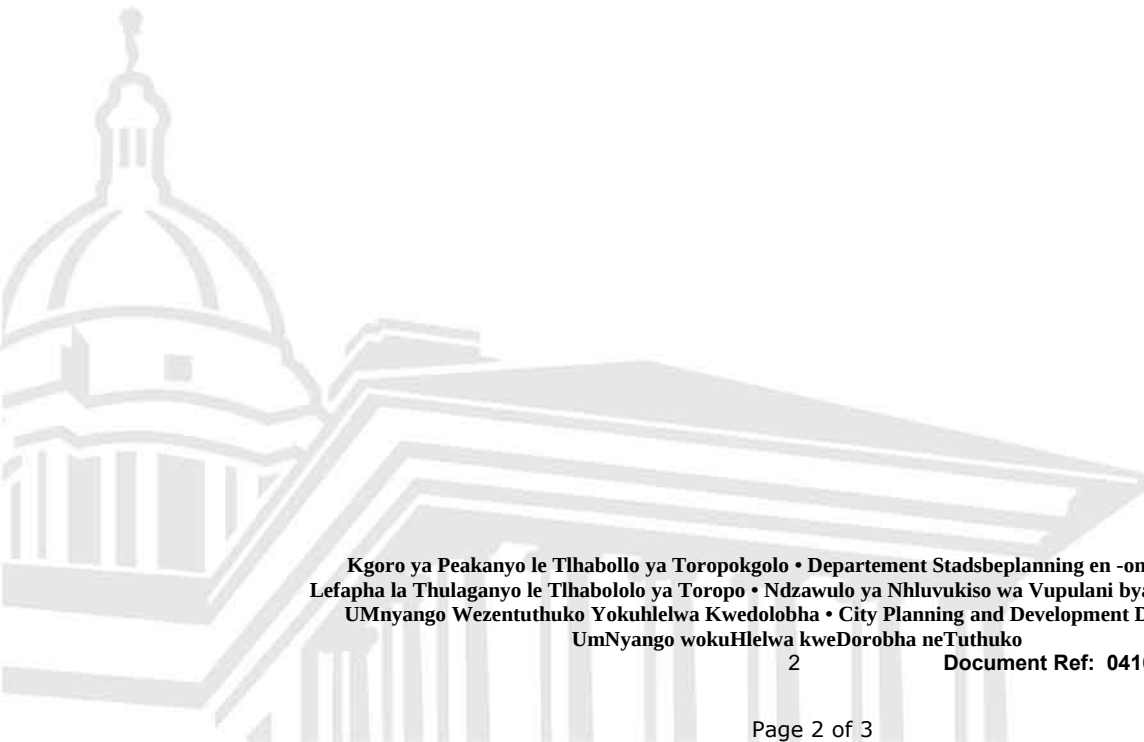 Kgoro ya Peakanyo le Tlhabollo ya Toropokgolo • Departement Stadsbeplanning en
Lefapha la Thulaganyo le Tlhabololo ya Toropo • Ndzawulo ya Nhluvukiso wa Vupulani
UMnyango Wezentuthuko Yokuhlelwa Kwedolobha • City Planning and Development
UmNyango wokuHlelwa kweDorobha neTuthuko
2 Document Ref:
Page 2 of 3